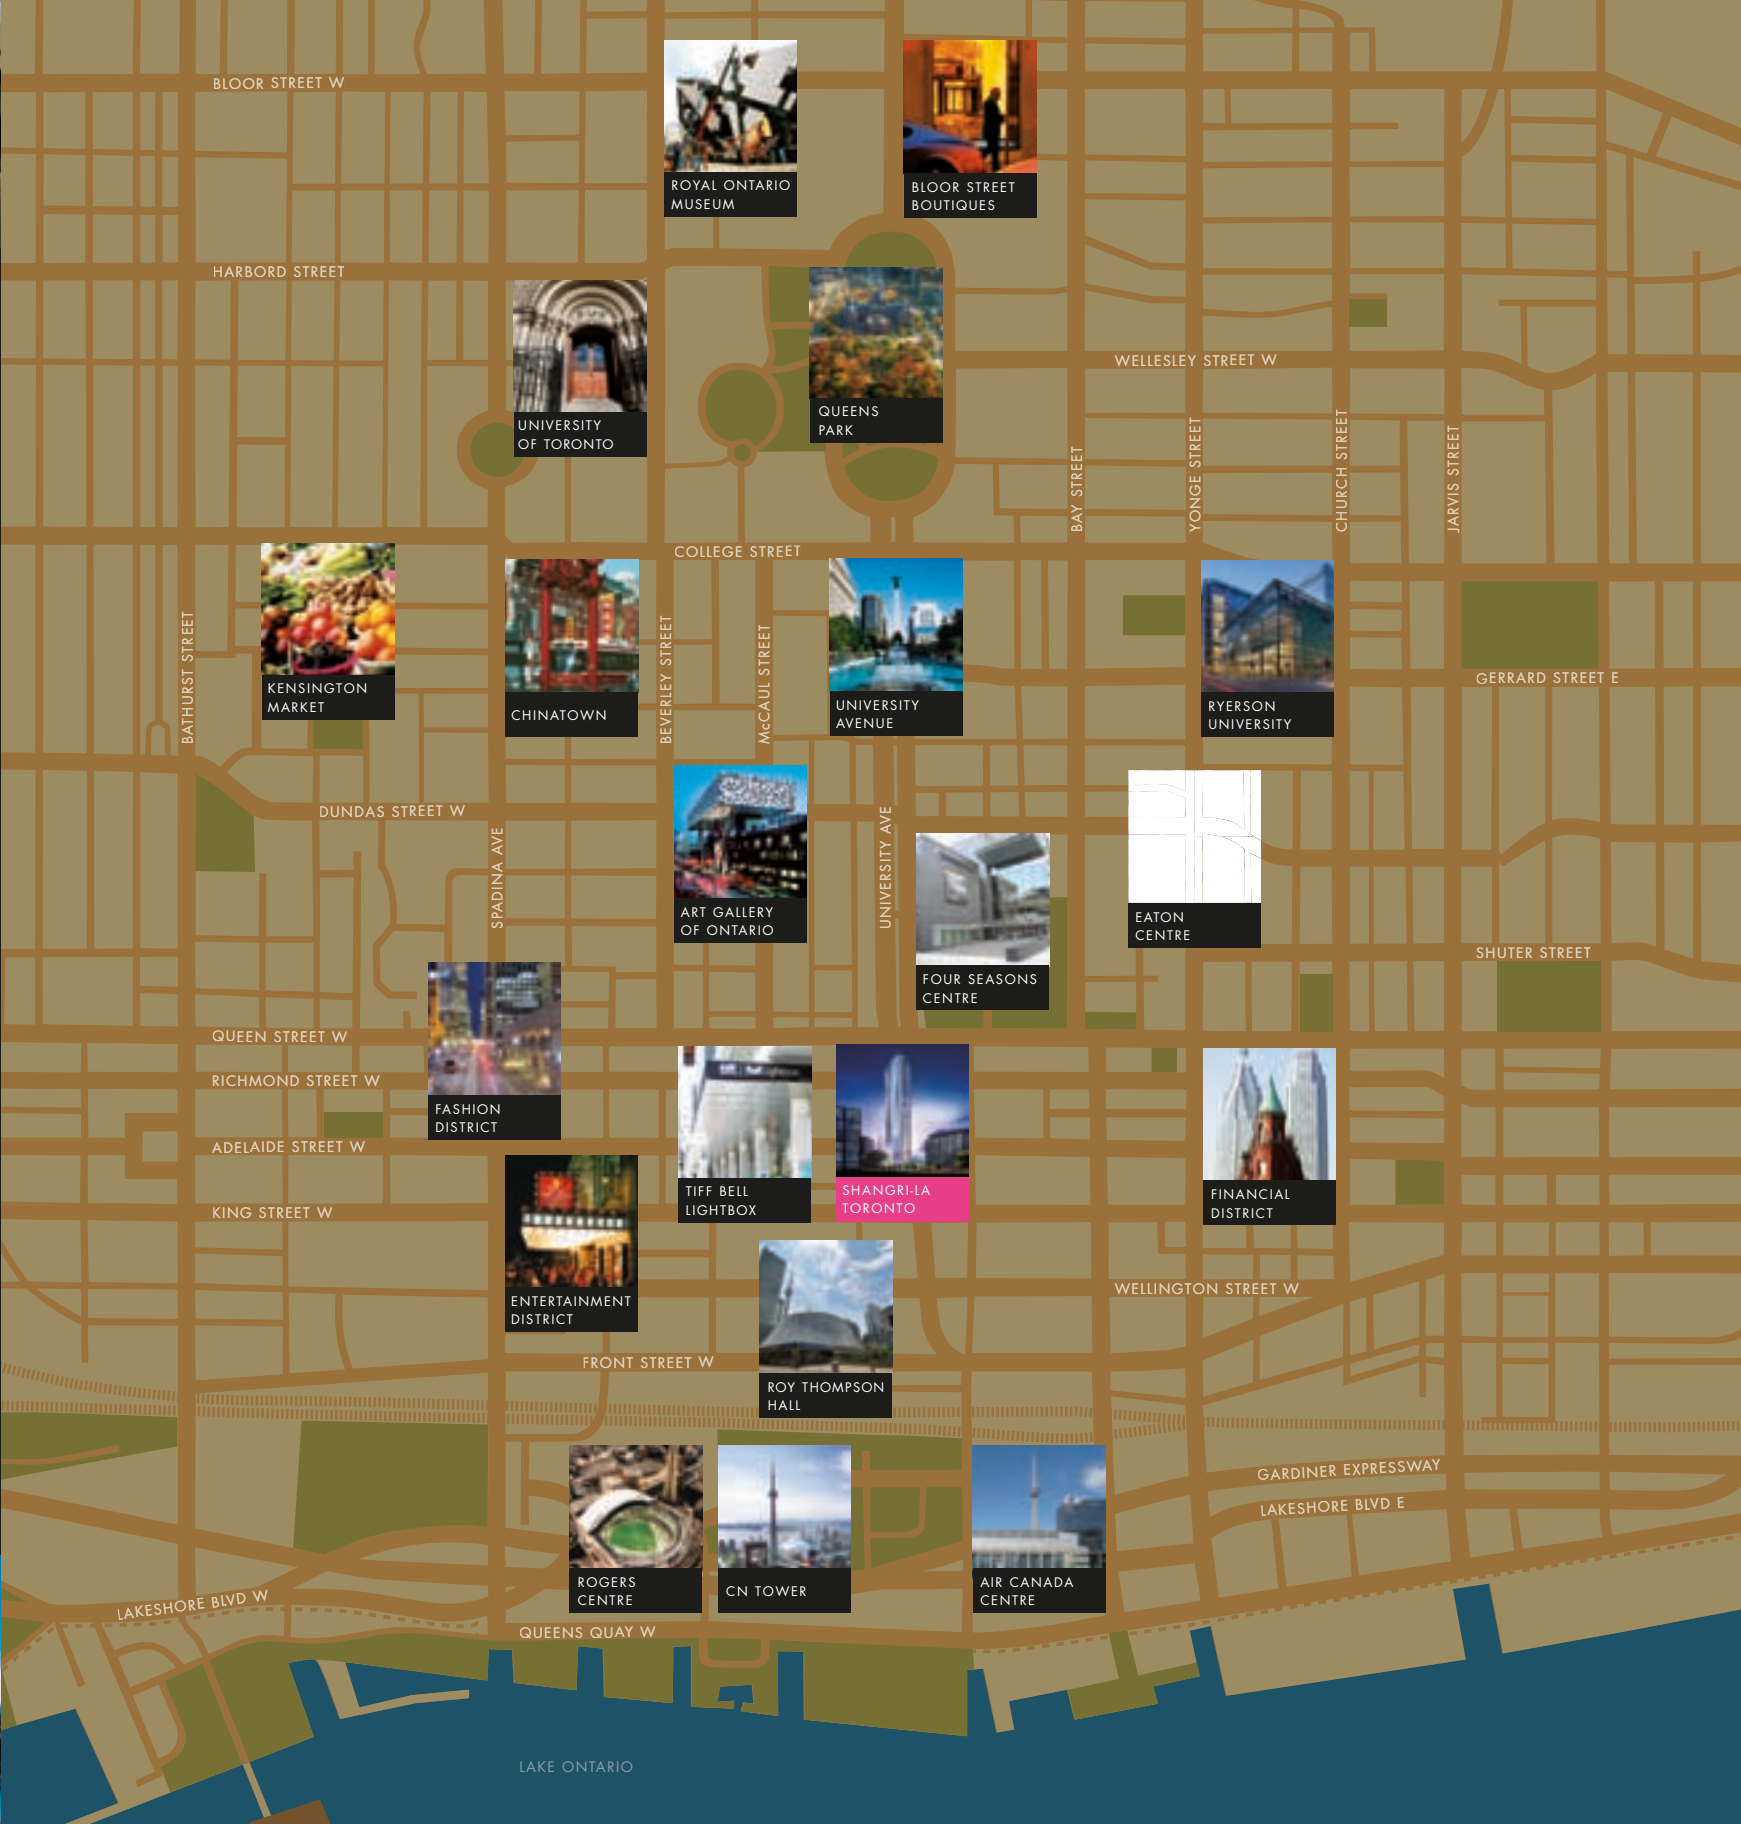 BLOOR STREET W
ROYAL ONTARIO
MUSEUM
BLOOR STREET
BOUTIQUES
HARBORD STREET
UNIVERSITY
OF TORONTO
QUEENS
PARK
WELLESLEY STREET W
BAY STREET
YONGE STREET
CHURCH STREET
JARVIS STREET
COLLEGE STREET
BATHURST STREET
KENSINGTON
MARKET
CHINATOWN
BEVERLEY STREET
McCAUL STREET
UNIVERSITY
AVENUE
RYERSON
UNIVERSITY
GERRARD STREET E
DUNDAS STREET W
SPADINA AVE
ART GALLERY
OF ONTARIO
UNIVERSITY AVE
FOUR SEASONS
CENTRE
EATON
CENTRE
SHUTER STREET
QUEEN STREET W
RICHMOND STREET W
FASHION
DISTRICT
ADELAIDE STREET W
TIFF BELL
LIGHTBOX
SHANGRI-LA
TORONTO
FINANCIAL
DISTRICT
KING STREET W
ENTERTAINMENT
DISTRICT
WELLINGTON STREET W
FRONT STREET W
ROY THOMPSON
HALL
GARDINER EXPRESSWAY
LAKESHORE BLVD E
ROGERS
CENTRE
CN TOWER
AIR CANADA
CENTRE
LAKESHORE BLVD W
QUEENS QUAY W
LAKE ONTARIO